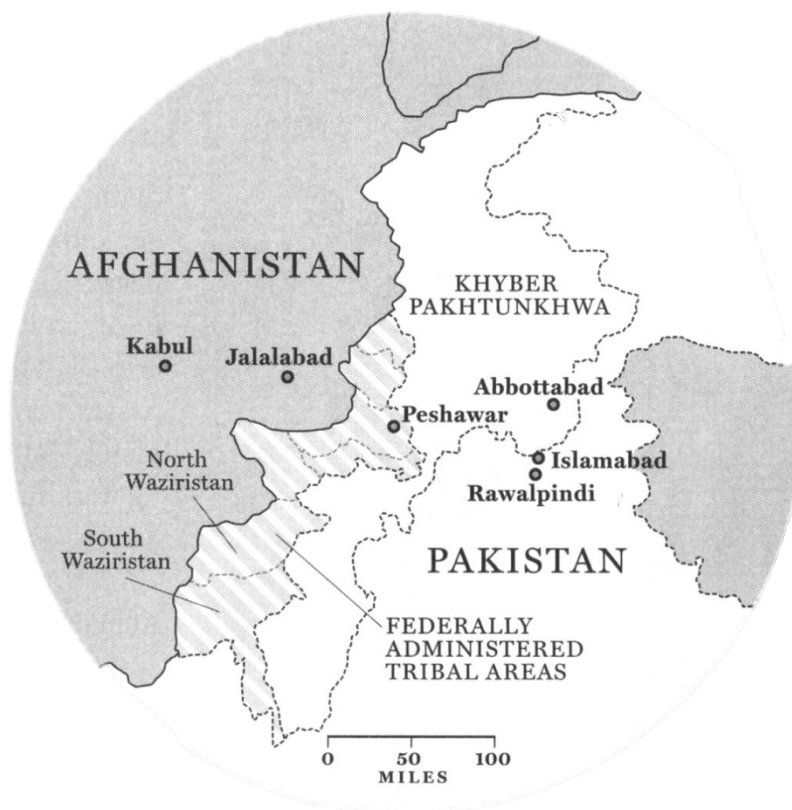 AFGHANISTAN
KHYBER
PAKHTUNKHWA
Kabul
Jalalabad
Abbottabad
Peshawar
North
Waziristan
Islamabad
Rawalpindi
South
Waziristan
PAKISTAN
FEDERALLY
ADMINISTERED
TRIBAL AREAS
0 50 100
MILES